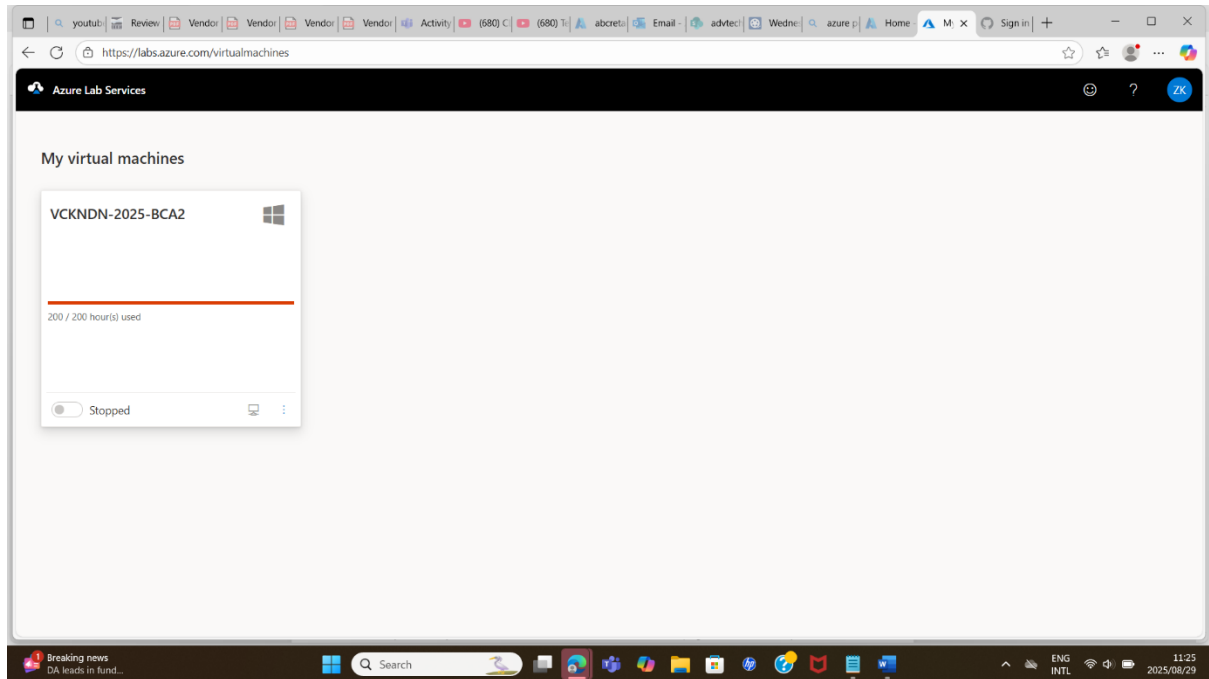 youtub
Review
Vendor
Vendor
Vendor
Vendor
Activity
(680) C
(680) Te
abcreta
Email -
advtech
Wedne
azure p
Home -
My
Sign in
https://labs.azure.com/virtualmachines
Azure Lab Services
ZK
My virtual machines
VCKNDN-2025-BCA2
200 / 200 hour(s) used
Stopped
1
Breaking news
DA leads in fund...
Search
hp
ENG
INTL
11:25
2025/08/29